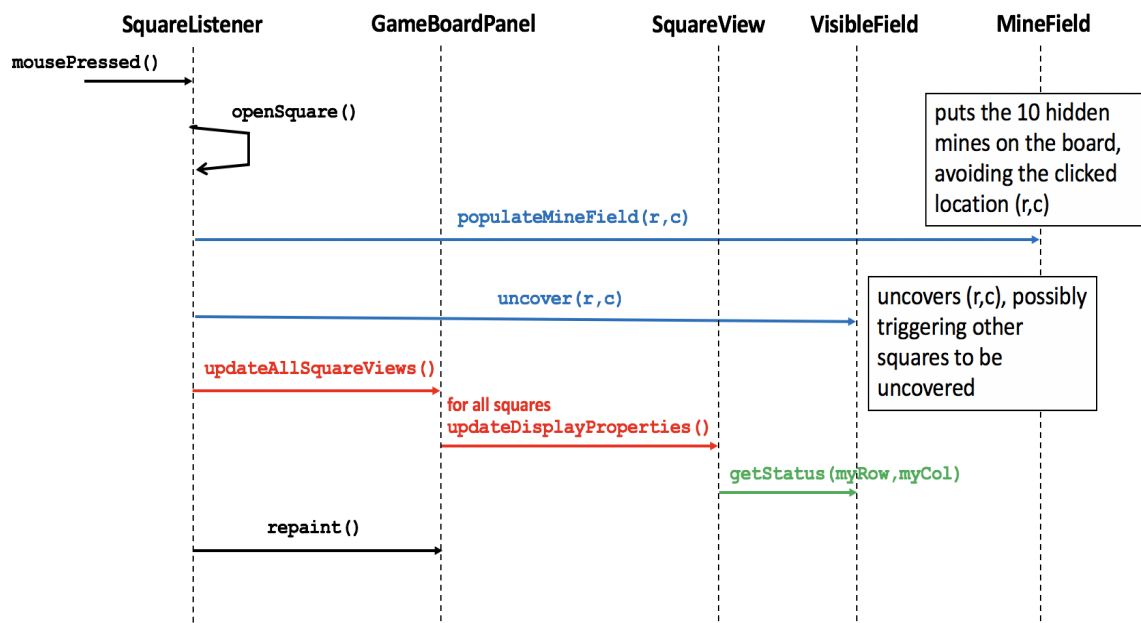 SquareListener GameBoardPanel SquareView VisibleField MineField
mousePressed()
openSquare()
puts the 10 hidden
mines on the board,
avoiding the clicked
location (r,c)
populateMineField(r,c)
uncover(r,c)
uncovers (r,c), possibly
triggering other
squares to be
uncovered
updateAllSquareViews()
for all squares
updateDisplayProperties()
getStatus(myRow,myCol)
repaint()